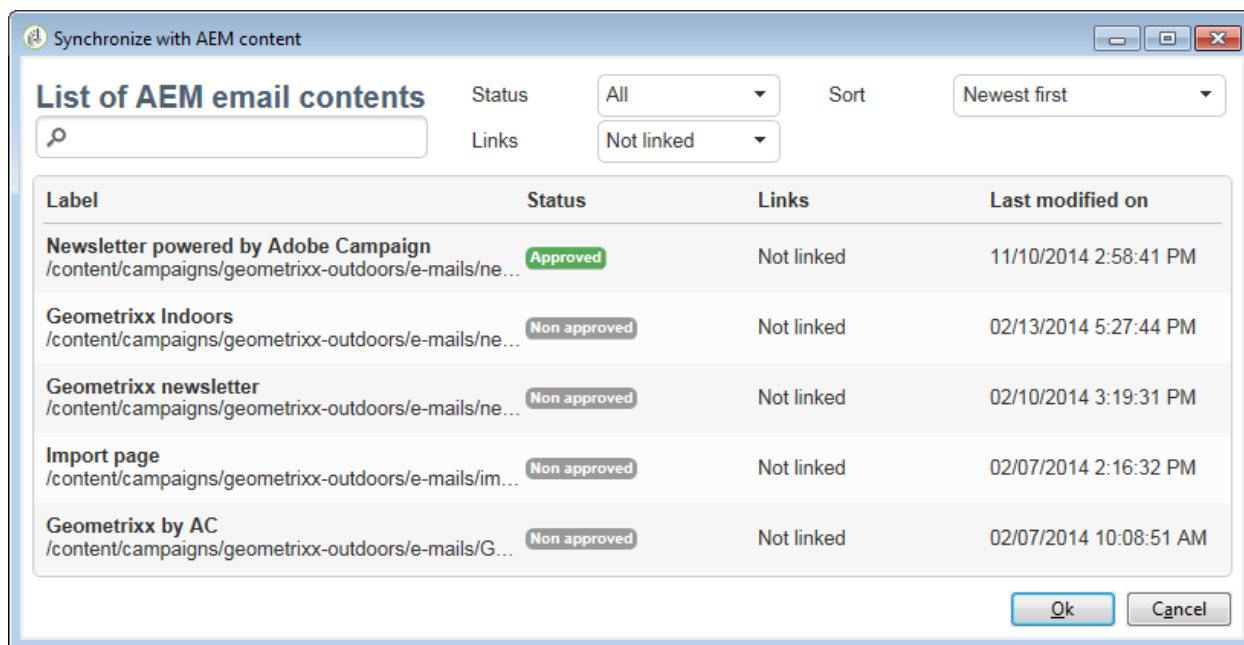 Synchronize with AEM content
List of AEM email contents
Status All Sort Newest first
Links Not linked
Label Status Links Last modified on
Newsletter powered by Adobe Campaign
/content/campaigns/geometrixx-outdoors/e-mails/ne... Approved Not linked 11/10/2014 2:58:41 PM
Geometrixx Indoors
/content/campaigns/geometrixx-outdoors/e-mails/ne... Non approved Not linked 02/13/2014 5:27:44 PM
Geometrixx newsletter
/content/campaigns/geometrixx-outdoors/e-mails/ne... Non approved Not linked 02/10/2014 3:19:31 PM
Import page
/content/campaigns/geometrixx-outdoors/e-mails/im... Non approved Not linked 02/07/2014 2:16:32 PM
Geometrixx by AC
/content/campaigns/geometrixx-outdoors/e-mails/G... Non approved Not linked 02/07/2014 10:08:51 AM
Ok Cancel